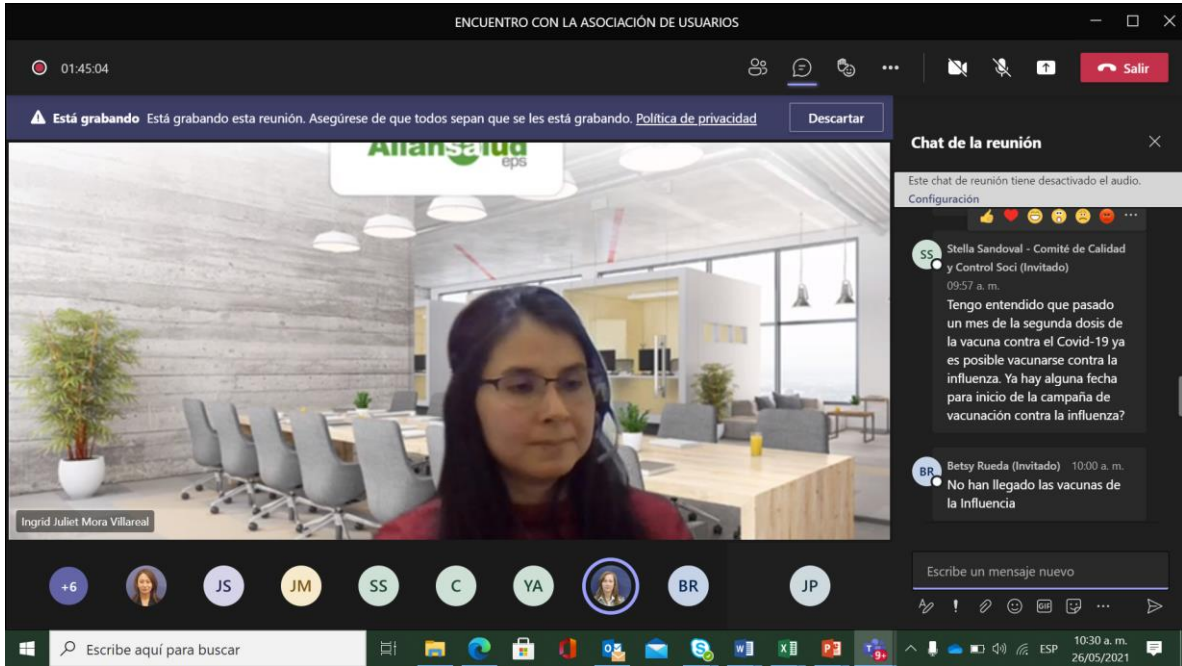 ENCUENTRO CON LA ASOCIACIÓN DE USUARIOS
01:45:04
Salir
Está grabando Está grabando esta reunión. Asegúrese de que todos sepan que se les está grabando. Política de privacidad
Descartar
Aliansalud
eps
Ingrid Juliet Mora Villareal
+6
JS
JM
SS
C
YA
BR
JP
Chat de la reunión
Este chat de reunión tiene desactivado el audio.
Configuración
SS
Stella Sandoval - Comité de Calidad
y Control Soci (Invitado)
09:57 a. m.
Tengo entendido que pasado
un mes de la segunda dosis de
la vacuna contra el Covid-19 ya
es posible vacunarse contra la
influenza. Ya hay alguna fecha
para inicio de la campaña de
vacunación contra la influenza?
BR
Betsy Rueda (Invitado) 10:00 a. m.
No han llegado las vacunas de
la Influencia
Escribe un mensaje nuevo
GIF
Escribe aquí para buscar
9+
ESP
10:30 a. m.
26/05/2021